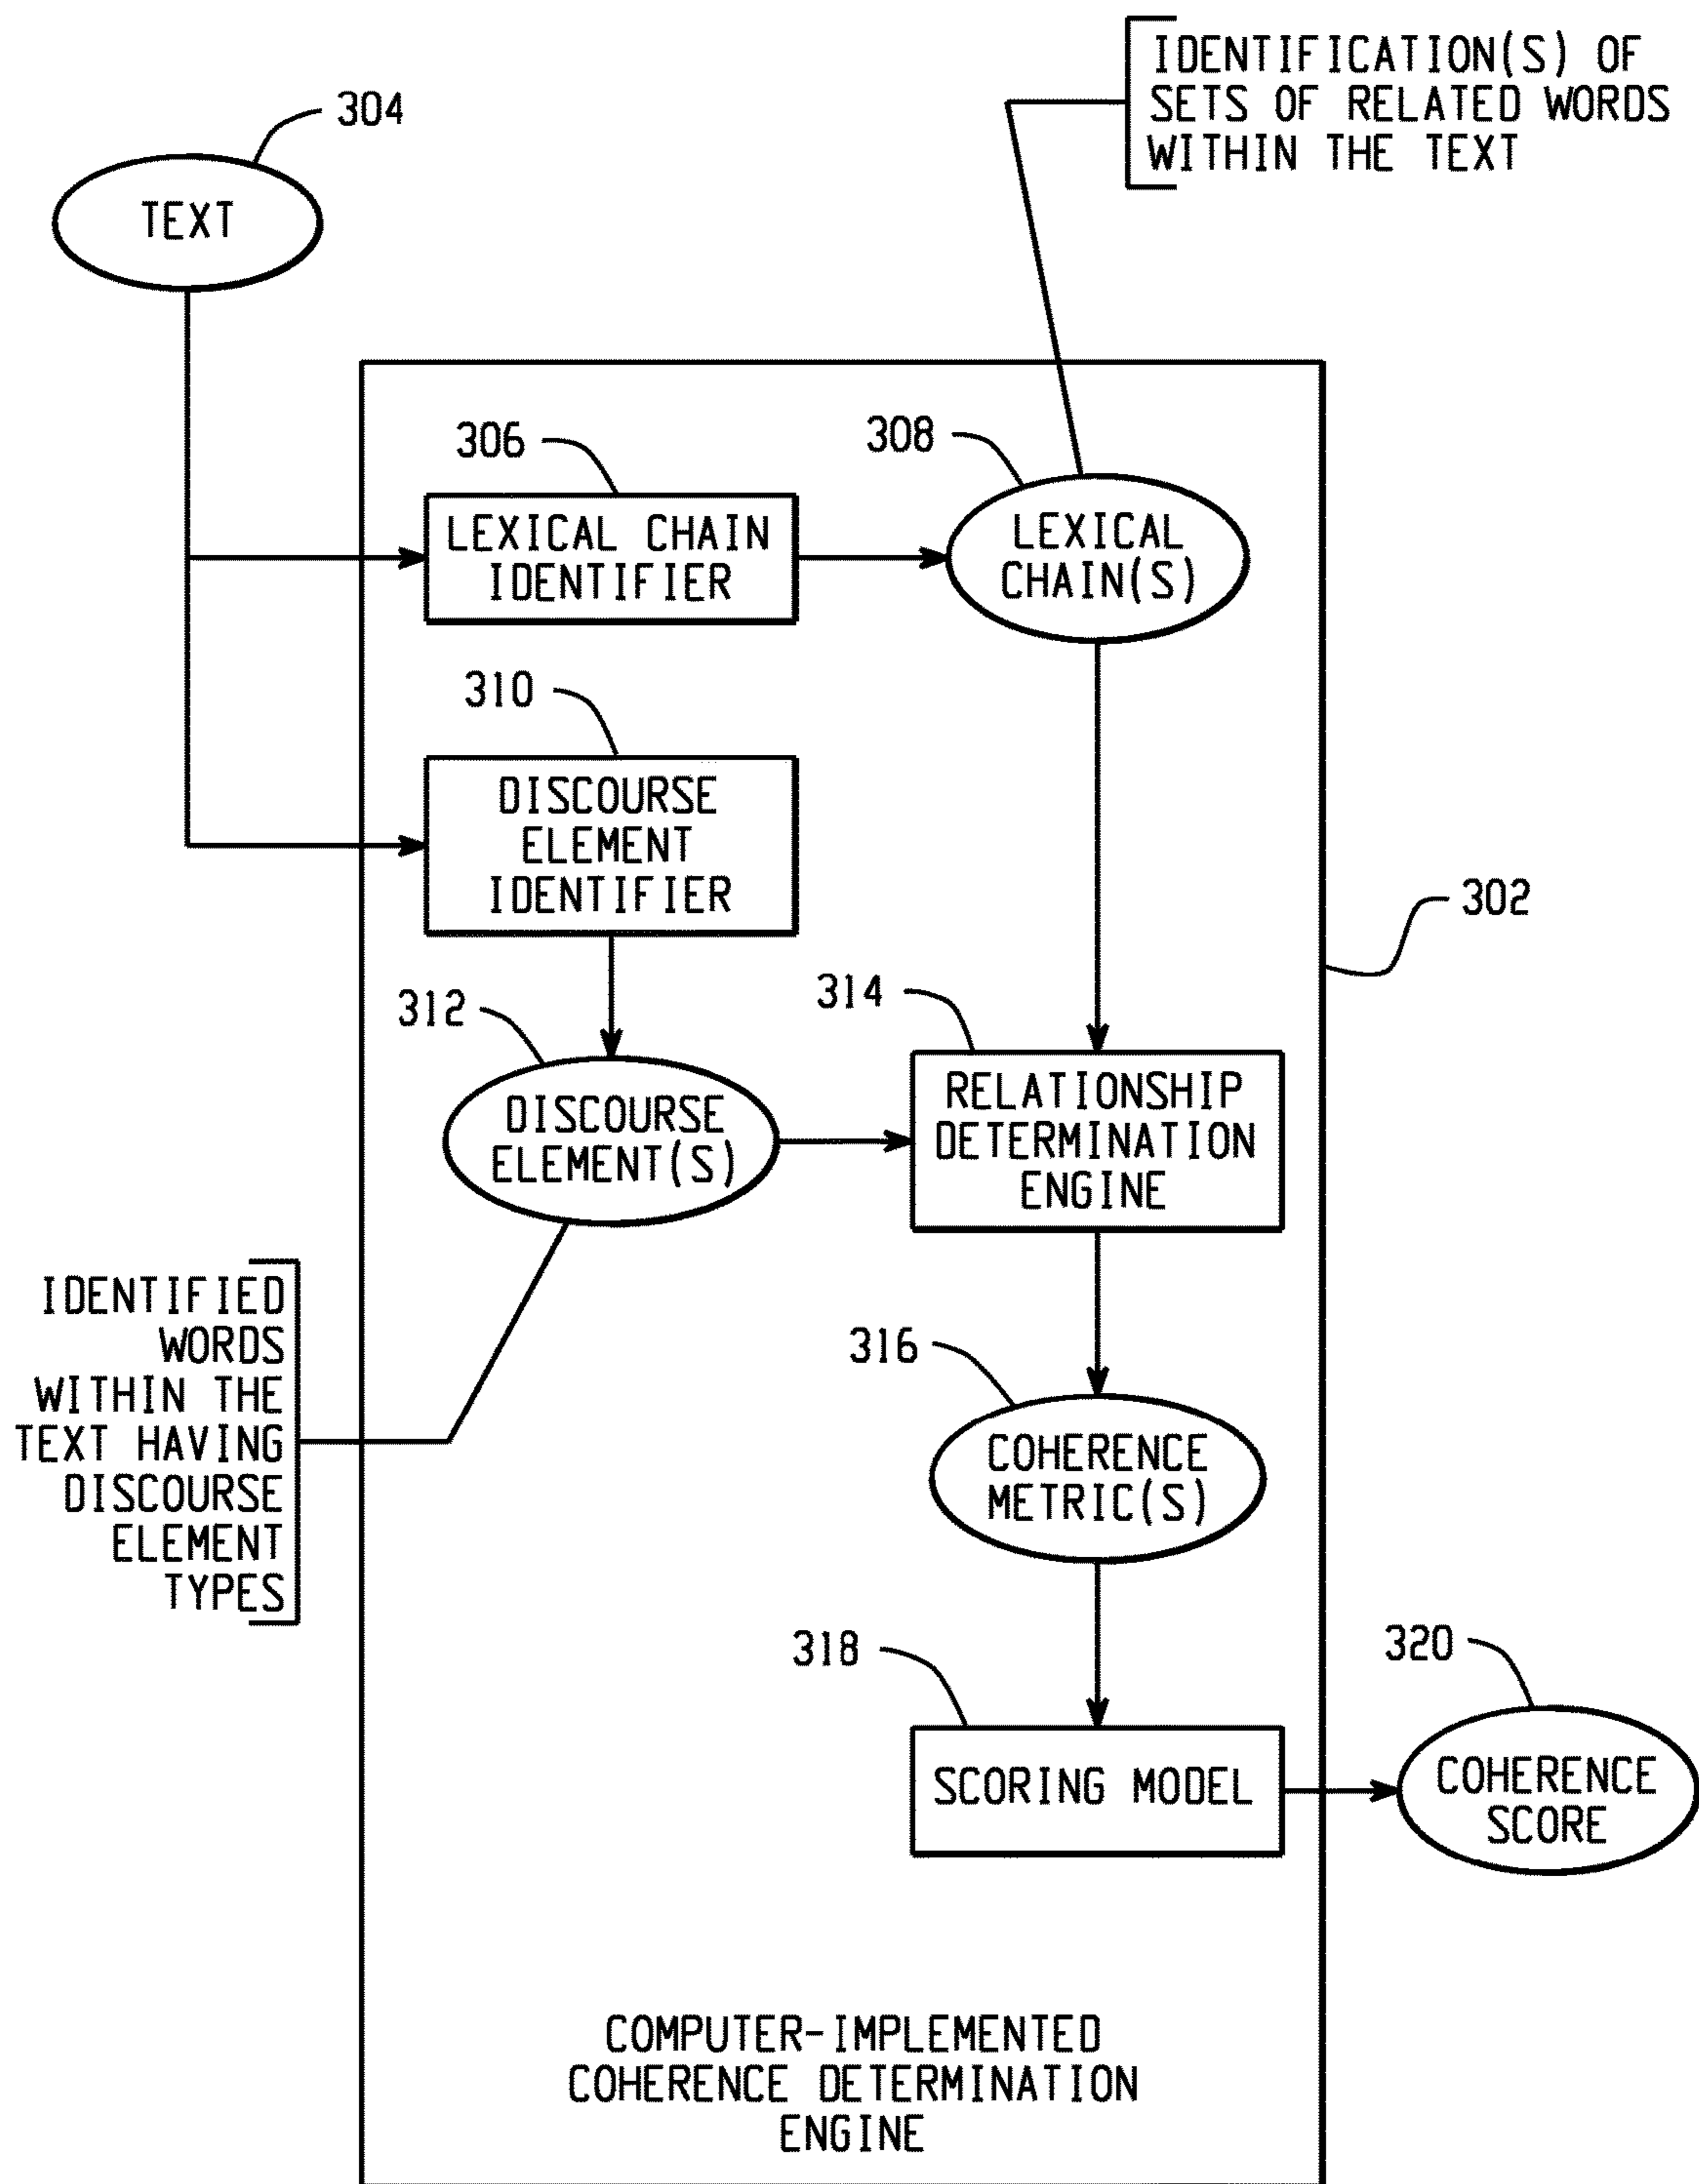 IDENTIFICATION(S) OF
SETS OF RELATED WORDS
WITHIN THE TEXT
304
TEXT
306
308
LEXICAL CHAIN
IDENTIFIER
LEXICAL
CHAIN(S)
310
DISCOURSE
ELEMENT
IDENTIFIER
302
312
314
DISCOURSE
ELEMENT(S)
RELATIONSHIP
DETERMINATION
ENGINE
IDENTIFIED
WORDS
WITHIN THE
TEXT HAVING
DISCOURSE
ELEMENT
TYPES
316
COHERENCE
METRIC(S)
318
320
SCORING MODEL
COHERENCE
SCORE
COMPUTER-IMPLEMENTED
COHERENCE DETERMINATION
ENGINE